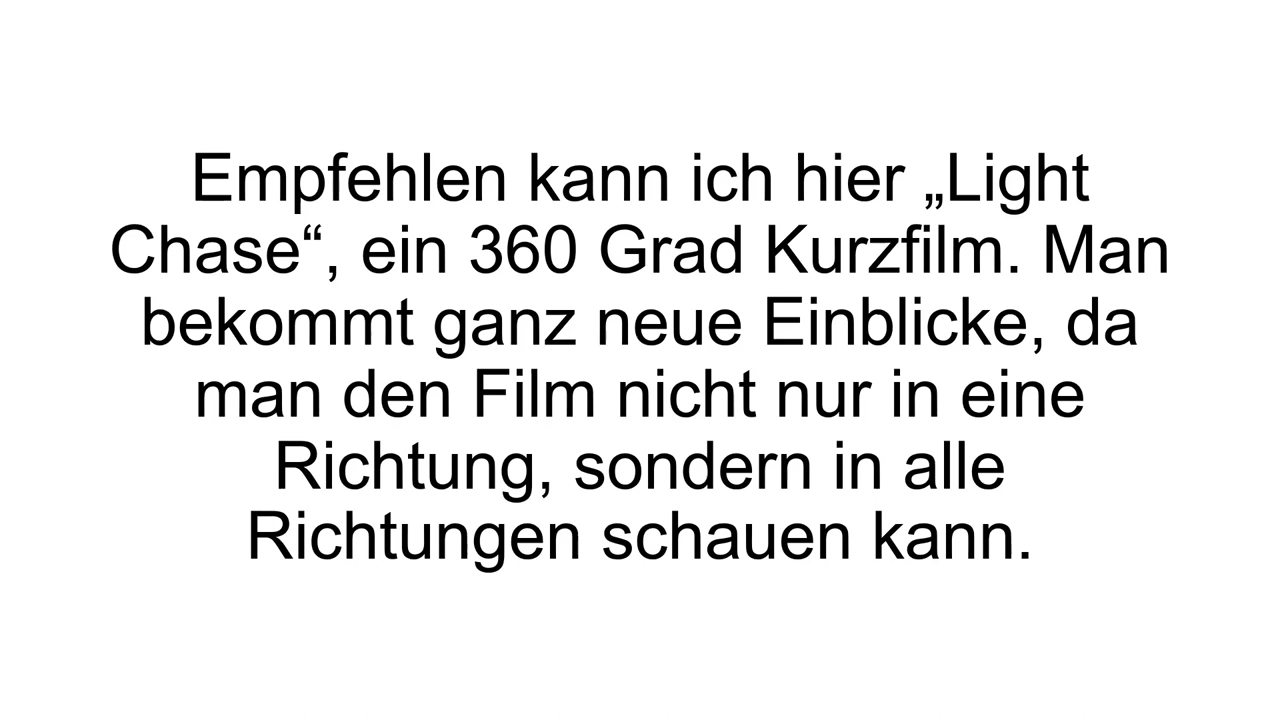 Empfehlen kann ich hier „Light
Chase“, ein 360 Grad Kurzfilm. Man
bekommt ganz neue Einblicke, da
man den Film nicht nur in eine
Richtung, sondern in alle
Richtungen schauen kann.